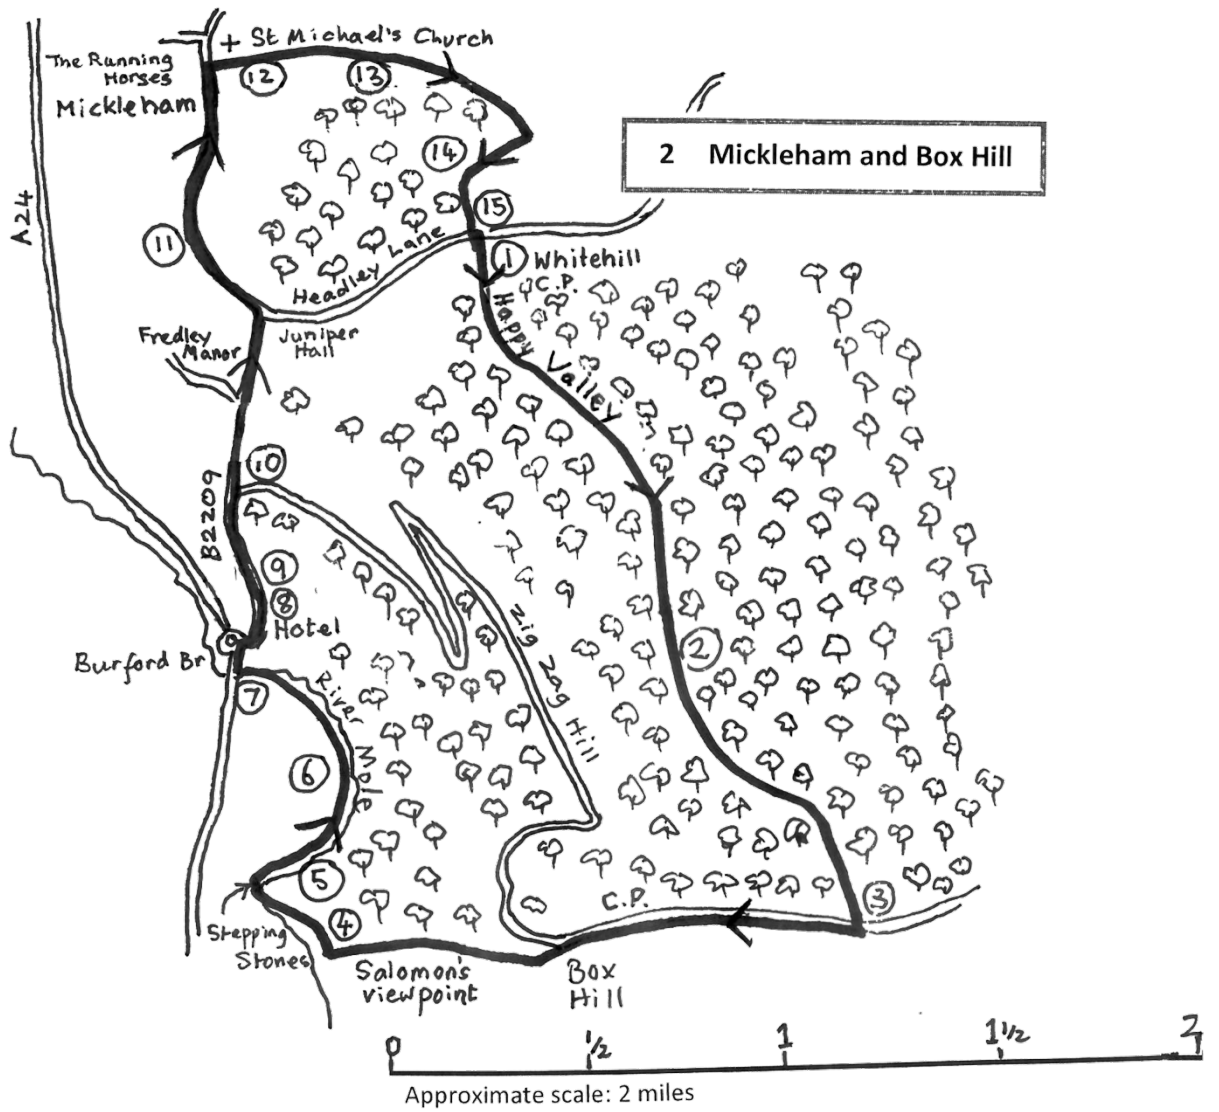 + St Michael's Church
The Running
Horses
Mickleham
12
13
14
2 Mickleham and Box Hill
A24
15
11
1
Whitehill
C.P.
Headley Lane
Happy Valley
Fredley
Manor
Juniper
Hall
10
B2209
9
8
Hotel
Burford Br
7
River Mole
Zig Zag Hill
2
6
5
4
C.P.
3
Stepping
Stones
Salomon's
viewpoint
Box
Hill
0
1/2
1
1 1/2
2
Approximate scale: 2 miles